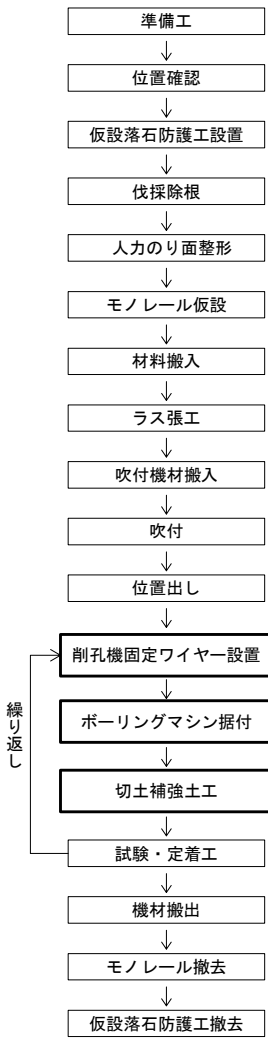 準備工
位置確認
仮設落石防護工設置
伐採除根
人力のり面整形
モノレール仮設
材料搬入
ラス張工
吹付機材搬入
吹付
位置出し
削孔機固定ワイヤー設置
ボーリングマシン据付
切土補強土工
繰り返し
試験・定着工
機材搬出
モノレール撤去
仮設落石防護工撤去